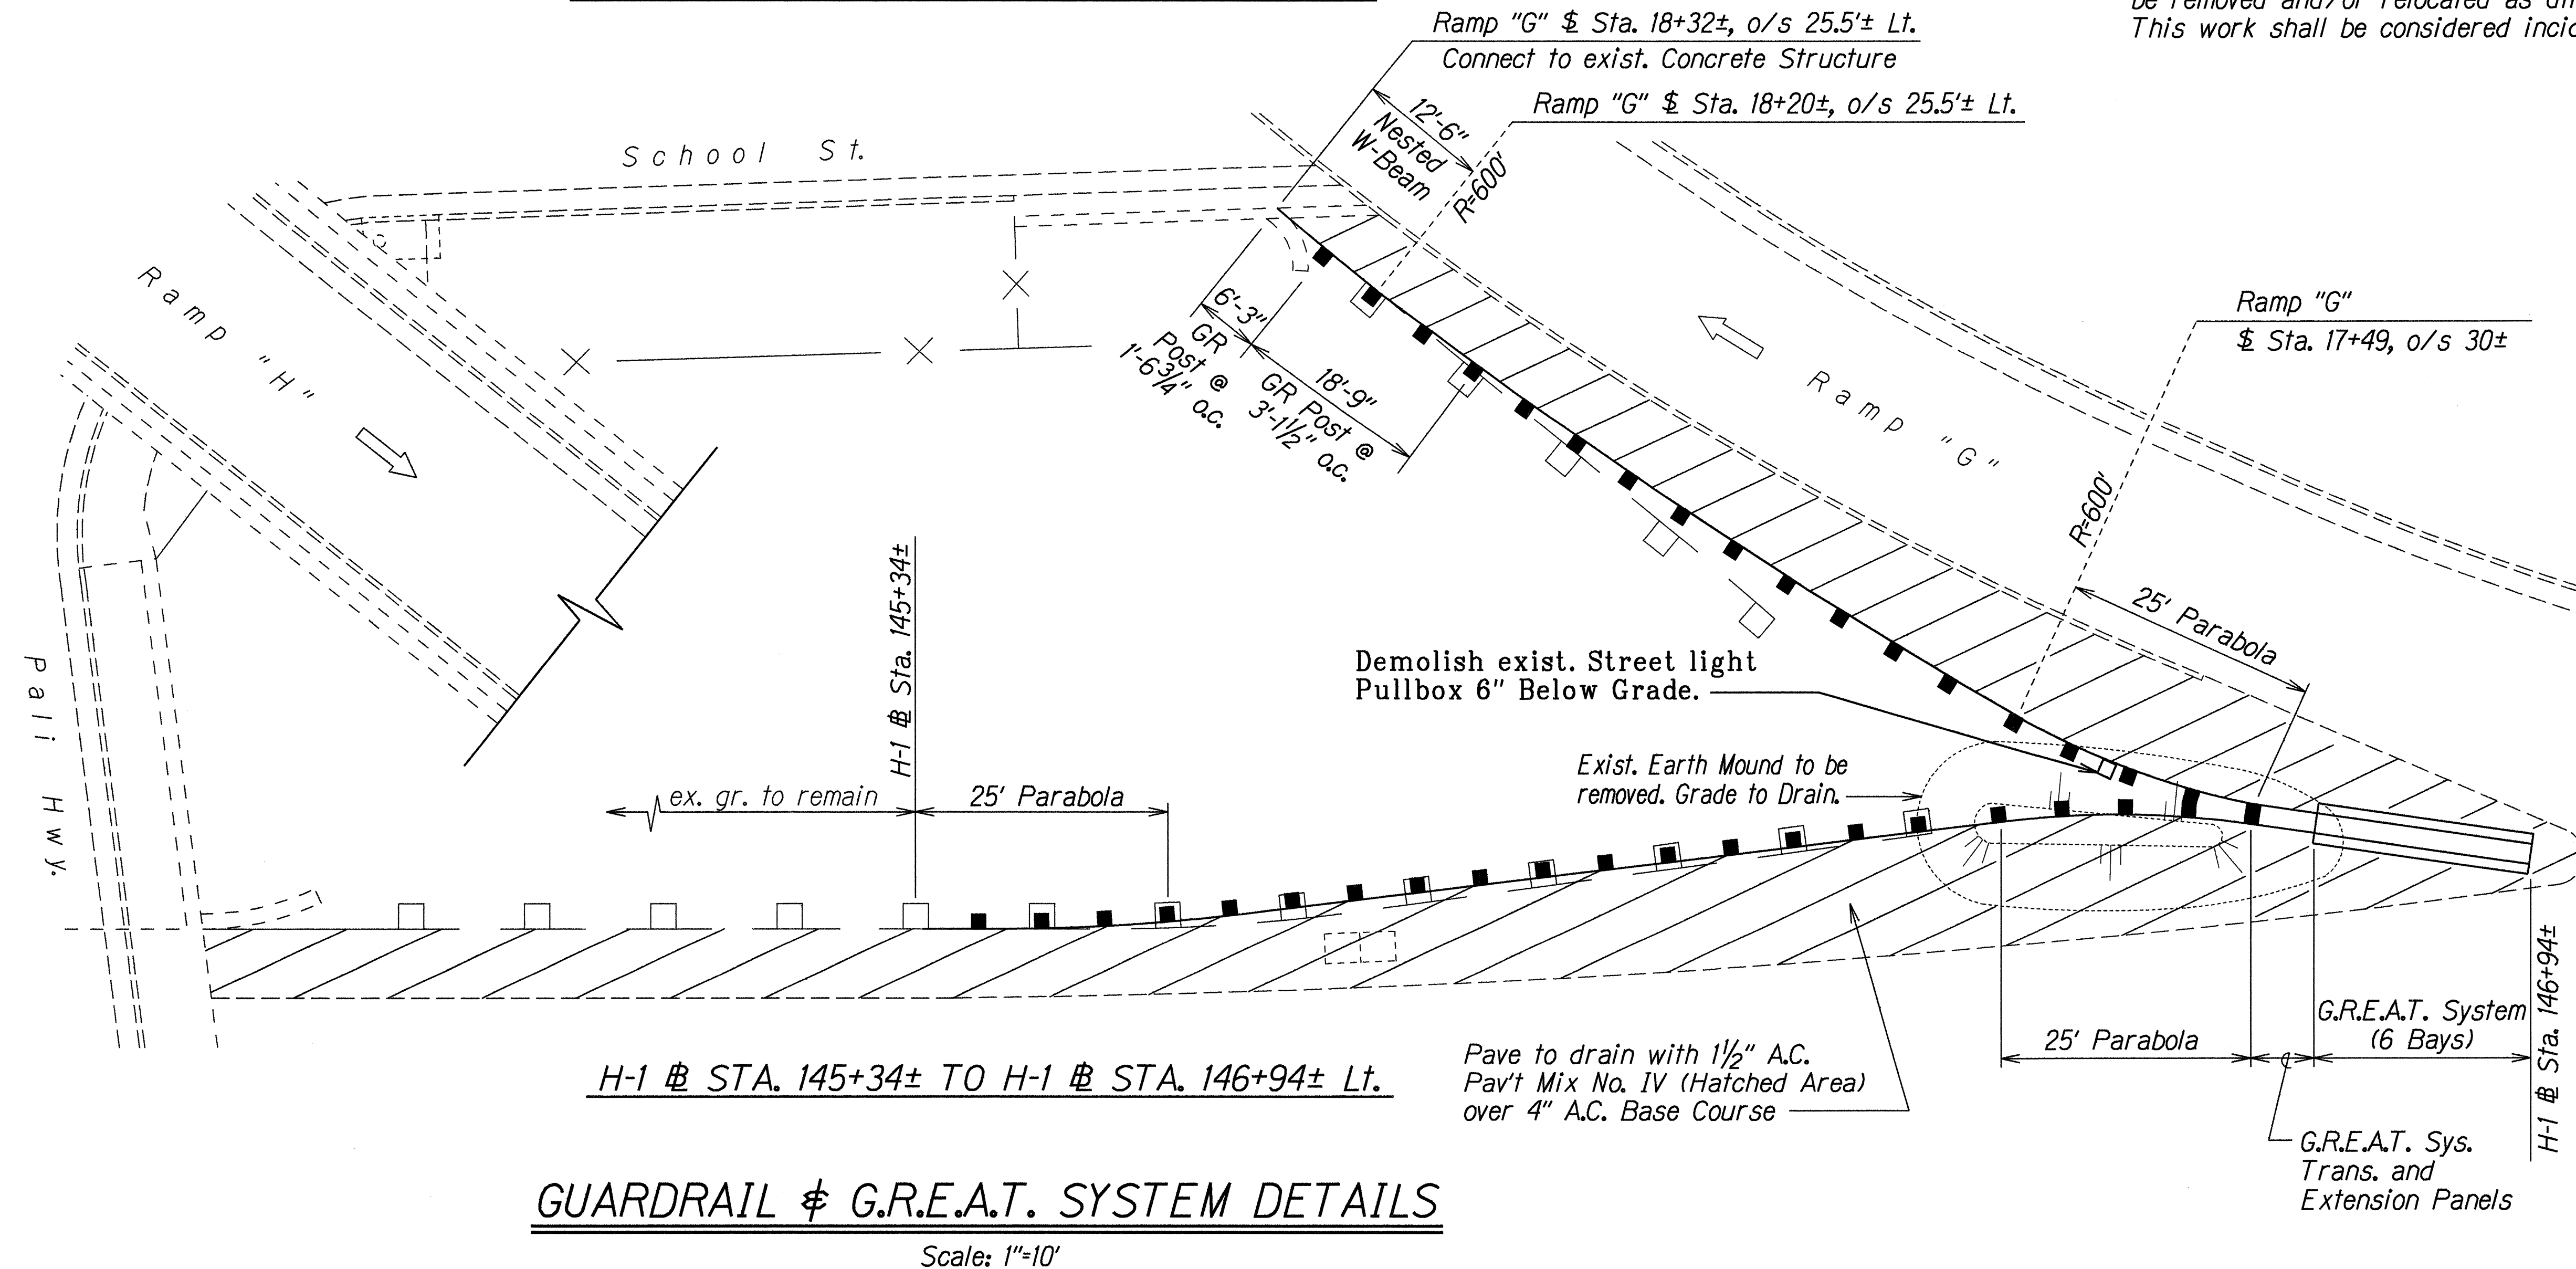 be removed and/or relocated as
This work shall be considered
Ramp "G" ℄ Sta. 18+32±, o/s 25.5'± Lt.
Connect to exist. Concrete Structure
Ramp "G" ℄ Sta. 18+20±, o/s 25.5'± Lt.
12'-6"
Nested
W-Beam
R=600'
School St.
Ramp "H"
6'-3"
GR
Post @
1'-6¾" o.c.
18'-9"
GR Post @
3'-1½" o.c.
Ramp "G"
Ramp "G"
℄ Sta. 17+49, o/s 30±
R=600'
25' Parabola
Demolish exist. Street light
Pullbox 6" Below Grade.
Exist. Earth Mound to be
removed. Grade to Drain.
H-1 BL Sta. 145+34±
ex. gr. to remain
25' Parabola
Pali Hwy.
25' Parabola
G.R.E.A.T. System
(6 Bays)
H-1 BL Sta. 146+94±
G.R.E.A.T. Sys.
Trans. and
Extension Panels
Pave to drain with 1½" A.C.
Pav't Mix No. IV (Hatched Area)
over 4" A.C. Base Course
H-1 BL STA. 145+34± TO H-1 BL STA. 146+94± Lt.
GUARDRAIL & G.R.E.A.T. SYSTEM DETAILS
Scale: 1"=10'